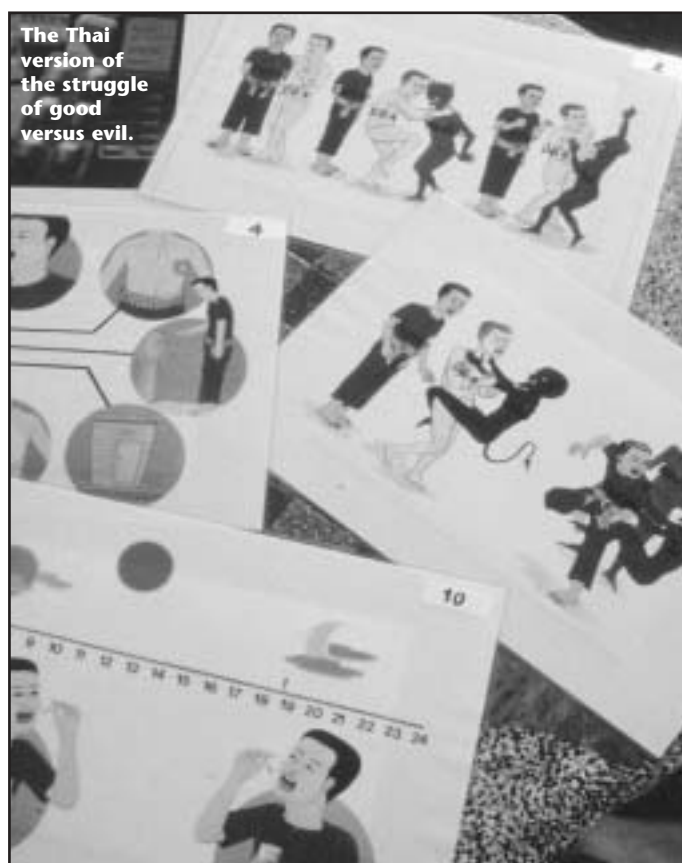 The Thai
version of
the struggle
of good
versus evil.
4
10
9 10 11 12 13 14 15 16 17 18 19 20 21 22 23 24